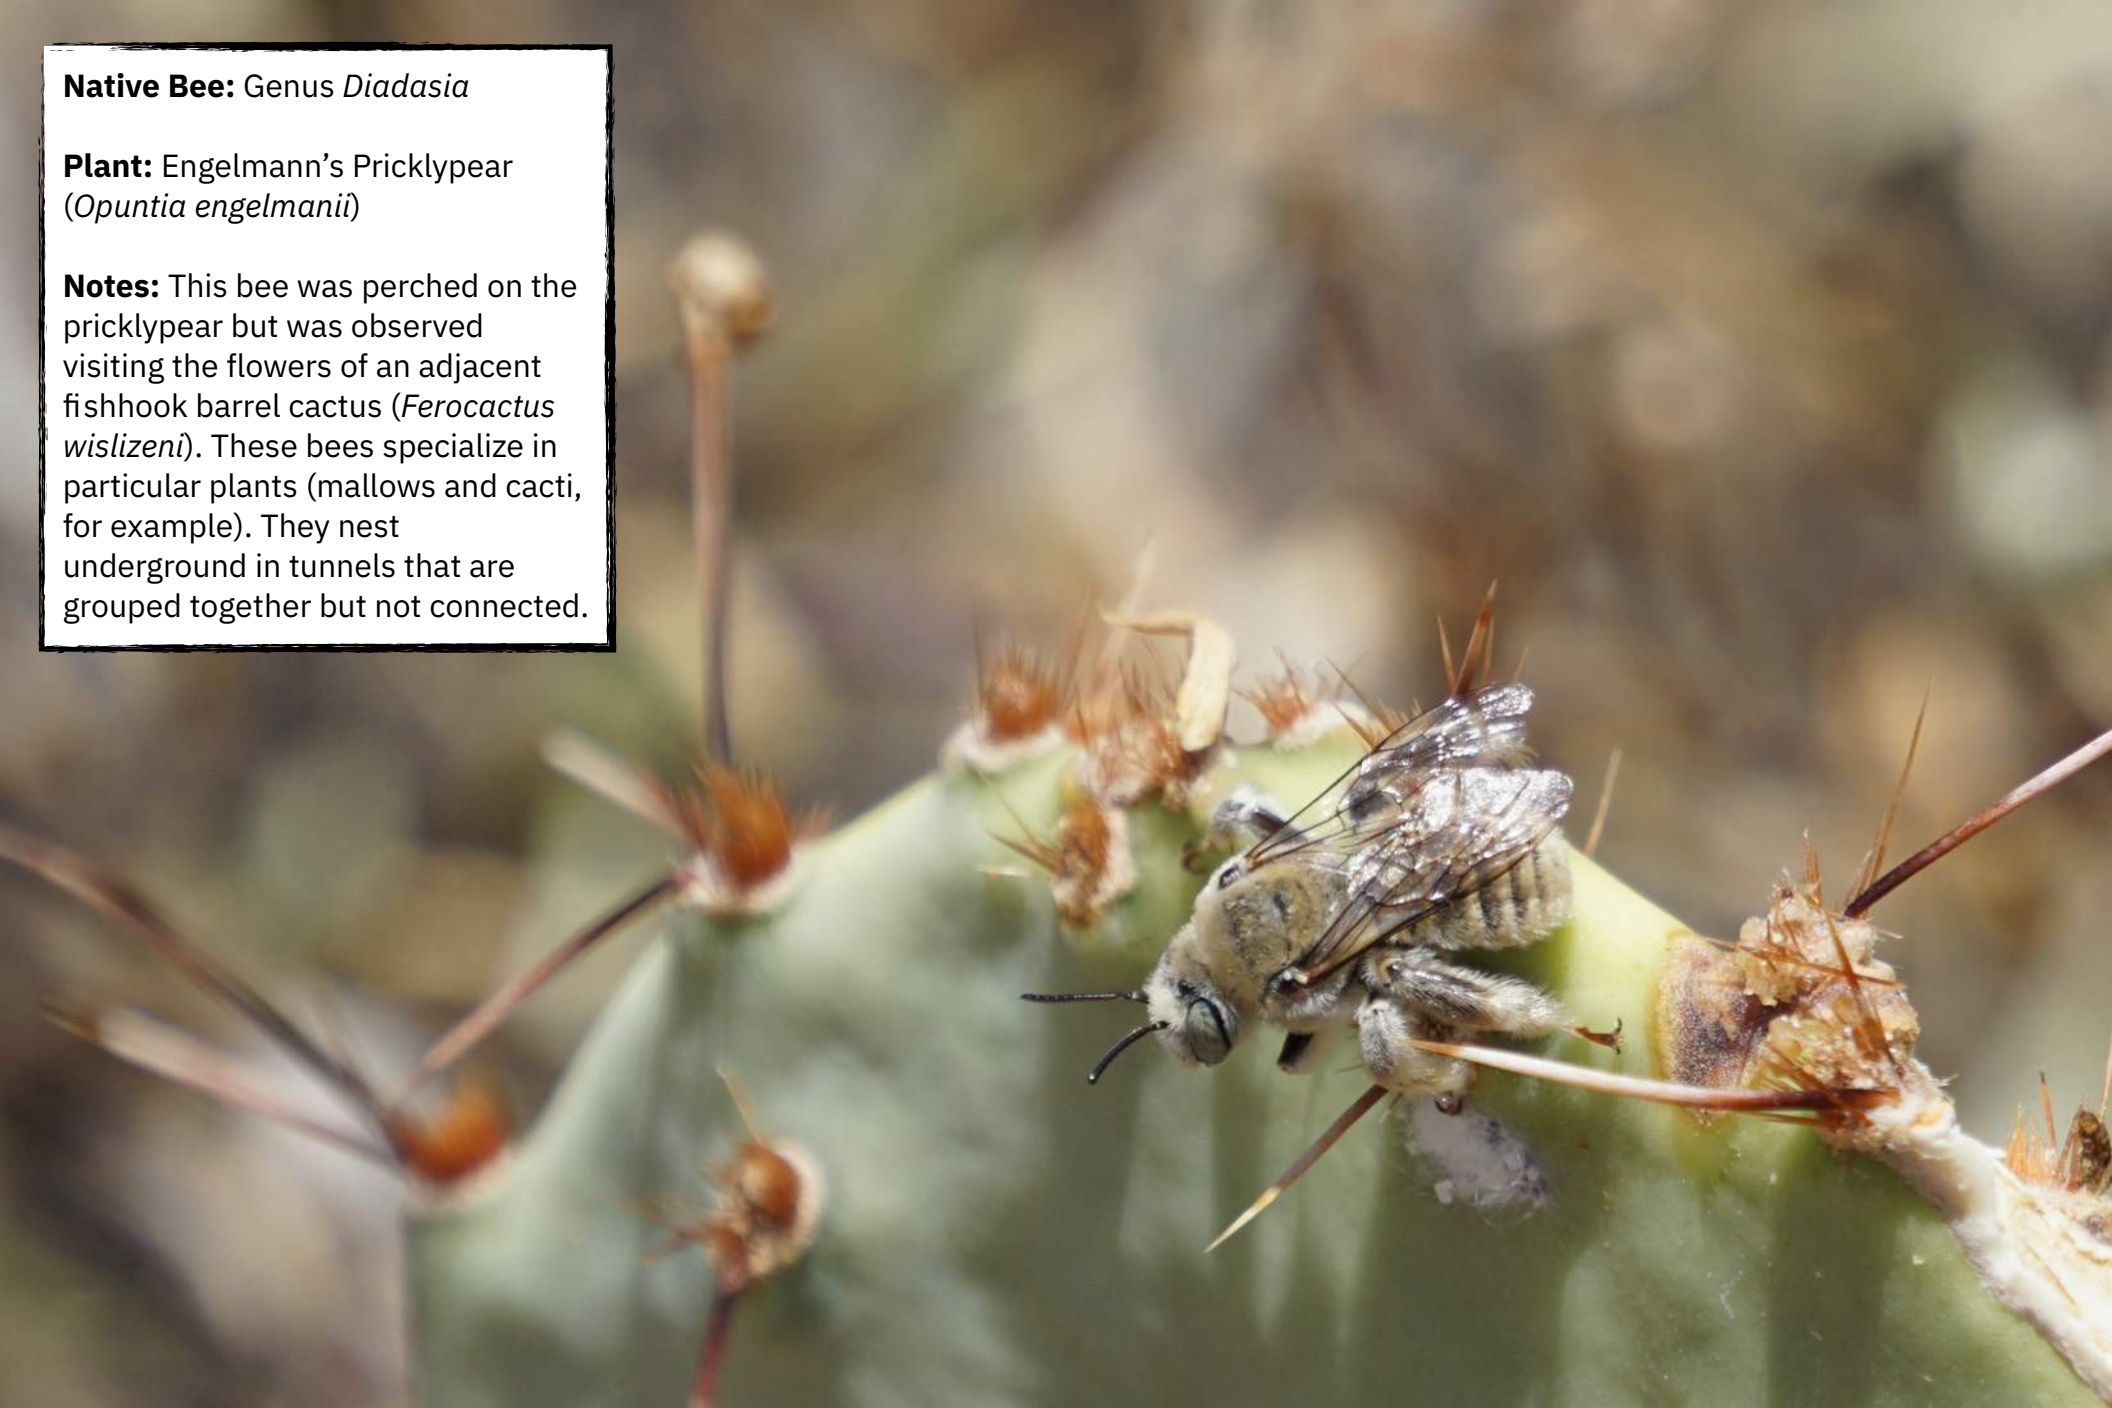 Native Bee: Genus Diadasia
Plant: Engelmann’s Pricklypear
(Opuntia engelmanii)
Notes: This bee was perched on the
pricklypear but was observed
visiting the flowers of an adjacent
fishhook barrel cactus (Ferocactus
wislizeni). These bees specialize in
particular plants (mallows and cacti,
for example). They nest
underground in tunnels that are
grouped together but not connected.